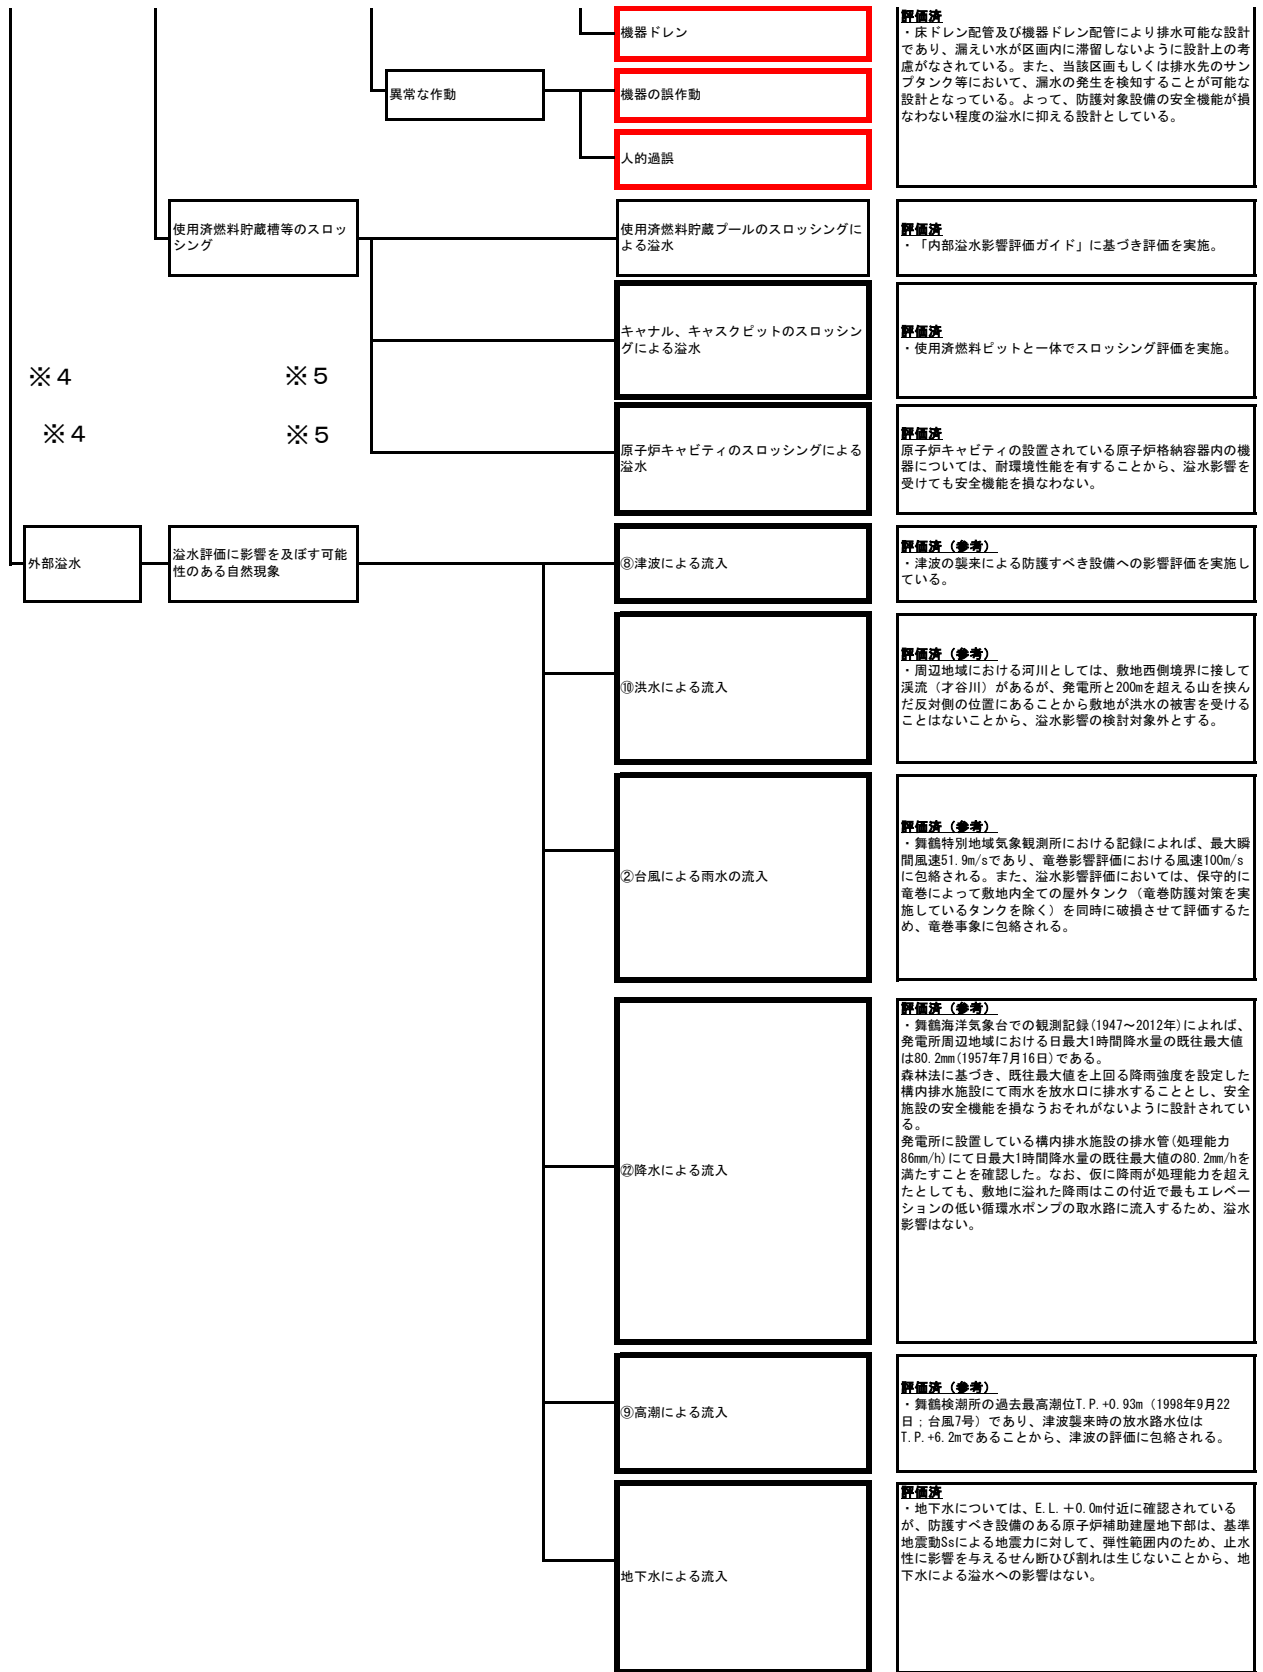 機器ドレン
評価済
・床ドレン配管及び機器ドレン配管により排水可能な設計
であり、漏えい水が区画内に滞留しないように設計上の考
慮がなされている。また、当該区画もしくは排水先のサン
プタンク等において、漏水の発生を検知することが可能な
設計となっている。よって、防護対象設備の安全機能が損
なわない程度の溢水に抑える設計としている。
異常な作動
機器の誤作動
人的過誤
使用済燃料貯蔵槽等のスロッ
シング
使用済燃料貯蔵プールのスロッシングに
よる溢水
評価済
・「内部溢水影響評価ガイド」に基づき評価を実施。
キャナル、キャスクピットのスロッシン
グによる溢水
評価済
・使用済燃料ピットと一体でスロッシング評価を実施。
※４
※５
※４
※５
原子炉キャビティのスロッシングによる
溢水
評価済
原子炉キャビティの設置されている原子炉格納容器内の機
器については、耐環境性能を有することから、溢水影響を
受けても安全機能を損なわない。
外部溢水
溢水評価に影響を及ぼす可能
性のある自然現象
⑧津波による流入
評価済（参考）
・津波の襲来による防護すべき設備への影響評価を実施し
ている。
⑩洪水による流入
評価済（参考）
・周辺地域における河川としては、敷地西側境界に接して
渓流（才谷川）があるが、発電所と200mを超える山を挟ん
だ反対側の位置にあることから敷地が洪水の被害を受ける
ことはないことから、溢水影響の検討対象外とする。
②台風による雨水の流入
評価済（参考）
・舞鶴特別地域気象観測所における記録によれば、最大瞬
間風速51.9m/sであり、竜巻影響評価における風速100m/s
に包絡される。また、溢水影響評価においては、保守的に
竜巻によって敷地内全ての屋外タンク（竜巻防護対策を実
施しているタンクを除く）を同時に破損させて評価するた
め、竜巻事象に包絡される。
㉒降水による流入
評価済（参考）
・舞鶴海洋気象台での観測記録(1947～2012年)によれば、
発電所周辺地域における日最大1時間降水量の既往最大値
は80.2mm(1957年7月16日)である。
森林法に基づき、既往最大値を上回る降雨強度を設定した
構内排水施設にて雨水を放水口に排水することとし、安全
施設の安全機能を損なうおそれがないように設計されてい
る。
発電所に設置している構内排水施設の排水管(処理能力
86mm/h)にて日最大1時間降水量の既往最大値の80.2mm/hを
満たすことを確認した。なお、仮に降雨が処理能力を超え
たとしても、敷地に溢れた降雨はこの付近で最もエレベー
ションの低い循環水ポンプの取水路に流入するため、溢水
影響はない。
⑨高潮による流入
評価済（参考）
・舞鶴検潮所の過去最高潮位T.P.+0.93m（1998年9月22
日；台風7号）であり、津波襲来時の放水路水位は
T.P.+6.2mであることから、津波の評価に包絡される。
地下水による流入
評価済
・地下水については、E.L.＋0.0m付近に確認されている
が、防護すべき設備のある原子炉補助建屋地下部は、基準
地震動Ssによる地震力に対して、弾性範囲内のため、止水
性に影響を与えるせん断ひび割れは生じないことから、地
下水による溢水への影響はない。